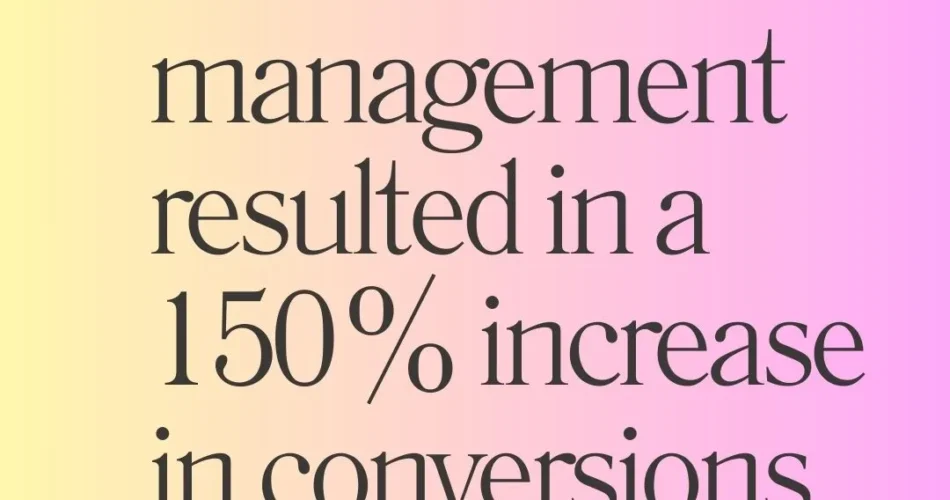 management
resulted in a
150% increase
in conversions